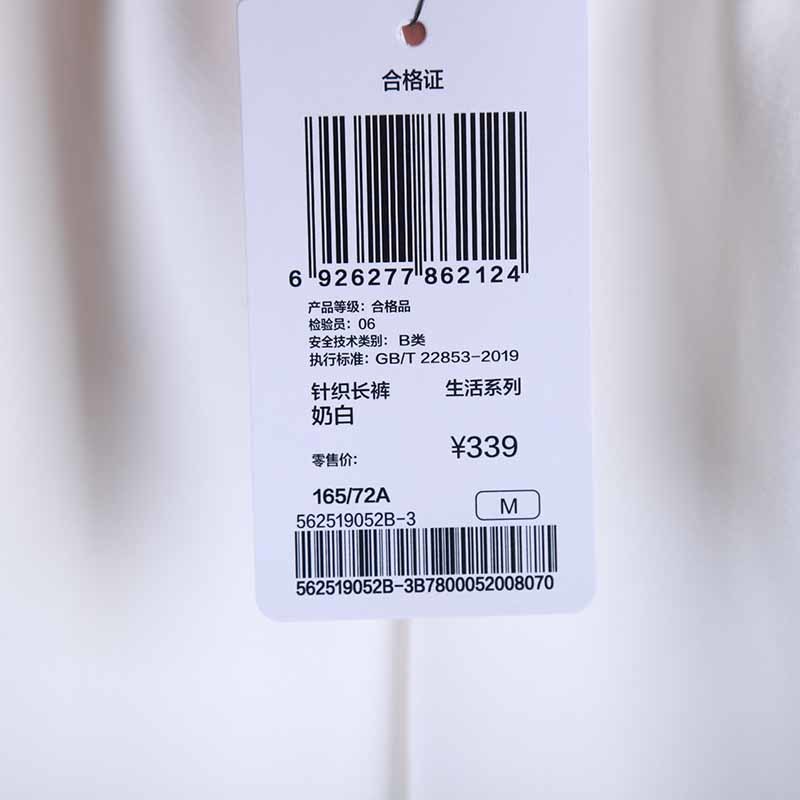 合格证
6 926277 862124
产品等级：合格品
检验员：06
安全技术类别：B类
执行标准：GB/T 22853-2019
针织长裤 生活系列
奶白
零售价： ¥339
165/72A M
562519052B-3
562519052B-3B7800052008070